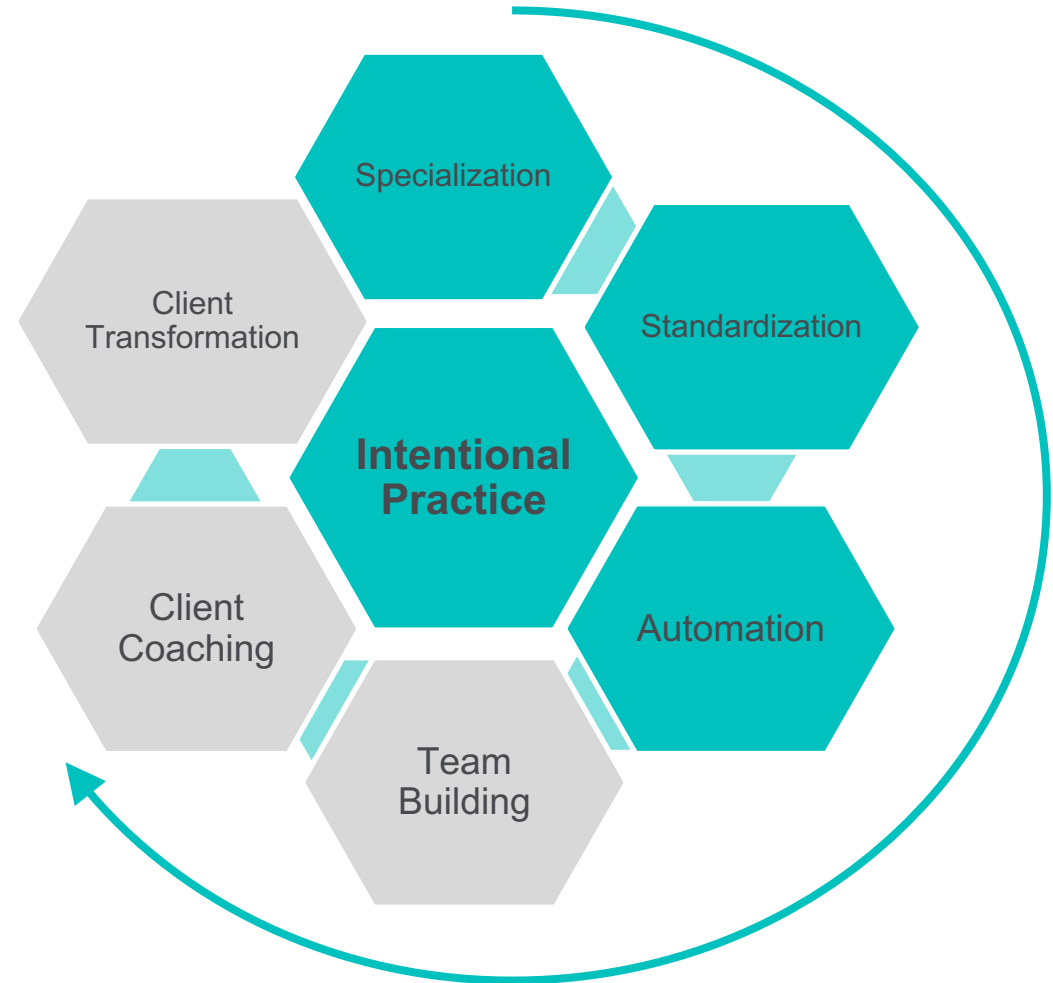 Specialization
Standardization
Automation
Team
Building
Client
Coaching
Client
Transformation
Intentional
Practice